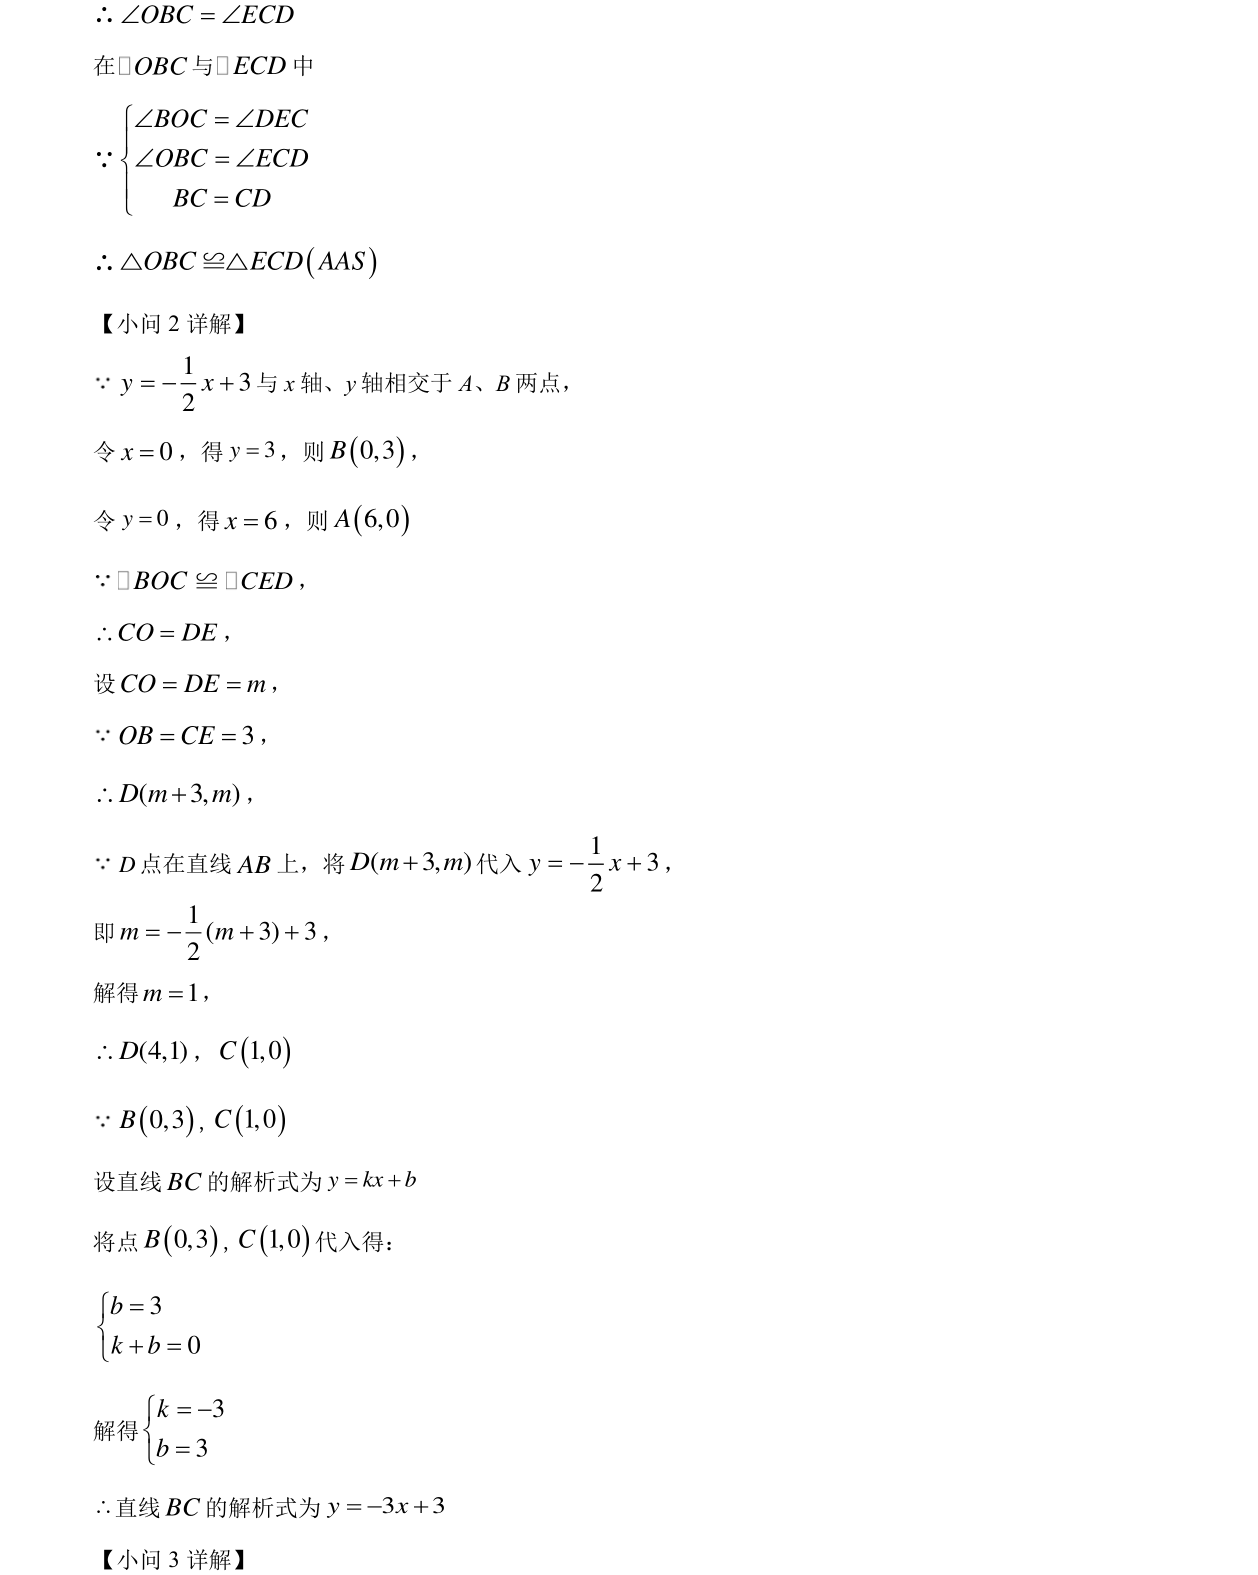 ∴∠OBC = ∠ECD
在□OBC与□ECD中
∵{∠BOC = ∠DEC
∠OBC = ∠ECD
BC = CD
∴△OBC≌△ECD(AAS)
【小问 2 详解】
∵ y = -1/2 x + 3 与 x 轴、y 轴相交于 A、B 两点,
令 x = 0，得 y = 3，则 B(0,3)，
令 y = 0，得 x = 6，则 A(6,0)
∵□BOC ≌ □CED，
∴CO = DE，
设 CO = DE = m，
∵ OB = CE = 3，
∴D(m+3,m)，
∵ D 点在直线 AB 上，将 D(m+3,m) 代入 y = -1/2 x + 3，
即 m = -1/2 (m+3)+3，
解得 m = 1，
∴D(4,1)，C(1,0)
∵ B(0,3), C(1,0)
设直线 BC 的解析式为 y = kx + b
将点 B(0,3), C(1,0) 代入得：
{b = 3
k + b = 0
解得{k = -3
b = 3
∴直线 BC 的解析式为 y = -3x + 3
【小问 3 详解】